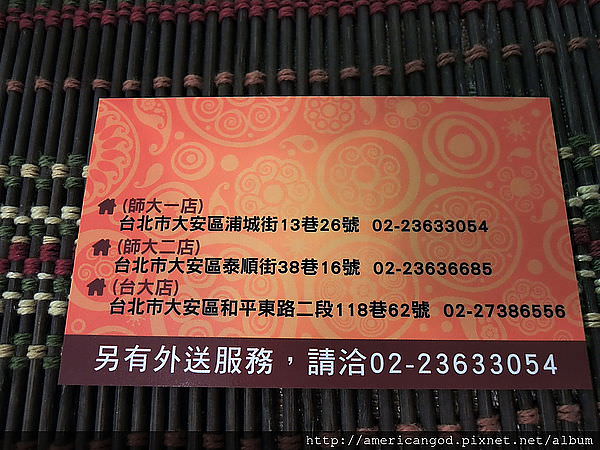 (師大一店)
台北市大安區浦城街13巷26號 02-23633054
(師大二店)
台北市大安區泰順街38巷16號 02-23636685
(台大店)
台北市大安區和平東路二段118巷62號 02-27386556
另有外送服務，請洽02-23633054
http://americangod.pixnet.net/album